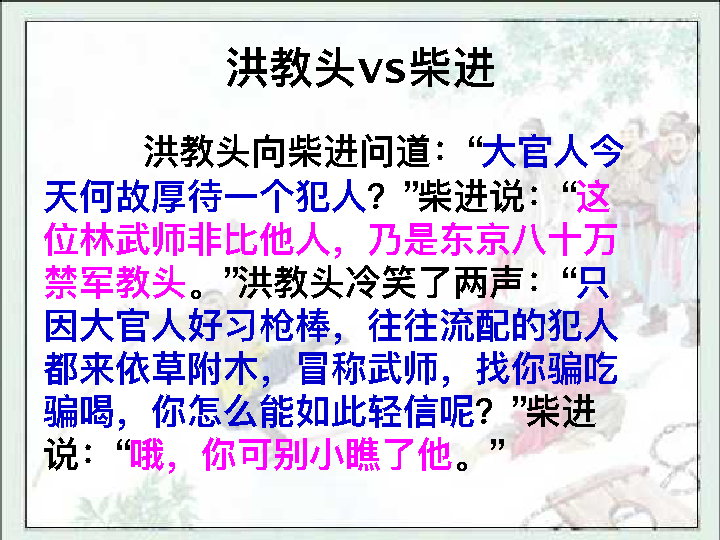 洪教头vs柴进
洪教头向柴进问道：“大官人今
天何故厚待一个犯人？”柴进说：“这
位林武师非比他人，乃是东京八十万
禁军教头。”洪教头冷笑了两声：“只
因大官人好习枪棒，往往流配的犯人
都来依草附木，冒称武师，找你骗吃
骗喝，你怎么能如此轻信呢？”柴进
说：“哦，你可别小瞧了他。”